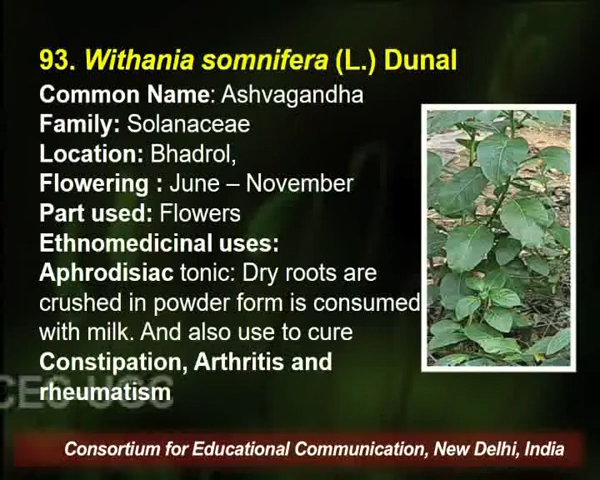 93. Withania somnifera (L.) Dunal
Common Name: Ashvagandha
Family: Solanaceae
Location: Bhadrol,
Flowering : June – November
Part used: Flowers
Ethnomedicinal uses:
Aphrodisiac tonic: Dry roots are
crushed in powder form is consumed
with milk. And also use to cure
Constipation, Arthritis and
rheumatism
CES UGC
Consortium for Educational Communication, New Delhi, India